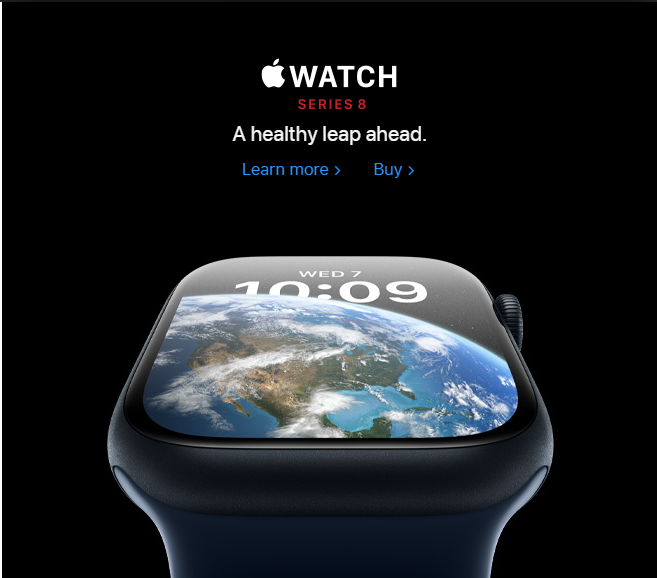 WATCH
SERIES 8
A healthy leap ahead.
Learn more >
Buy >
WED 7
10:09